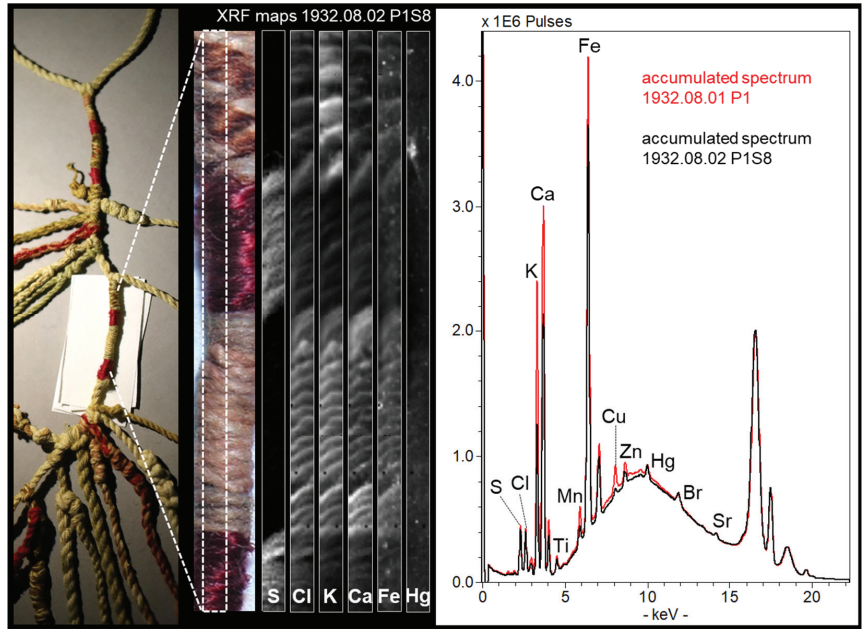 XRF maps 1932.08.02 P1S8
S Cl K Ca Fe Hg
x 1E6 Pulses
accumulated spectrum
1932.08.01 P1
accumulated spectrum
1932.08.02 P1S8
Fe
Ca
K
Cu
Zn
Hg
S
Cl
Mn
Br
Ti
Sr
4.0
3.0
2.0
1.0
0.0
0 5 10 15 20
- keV -